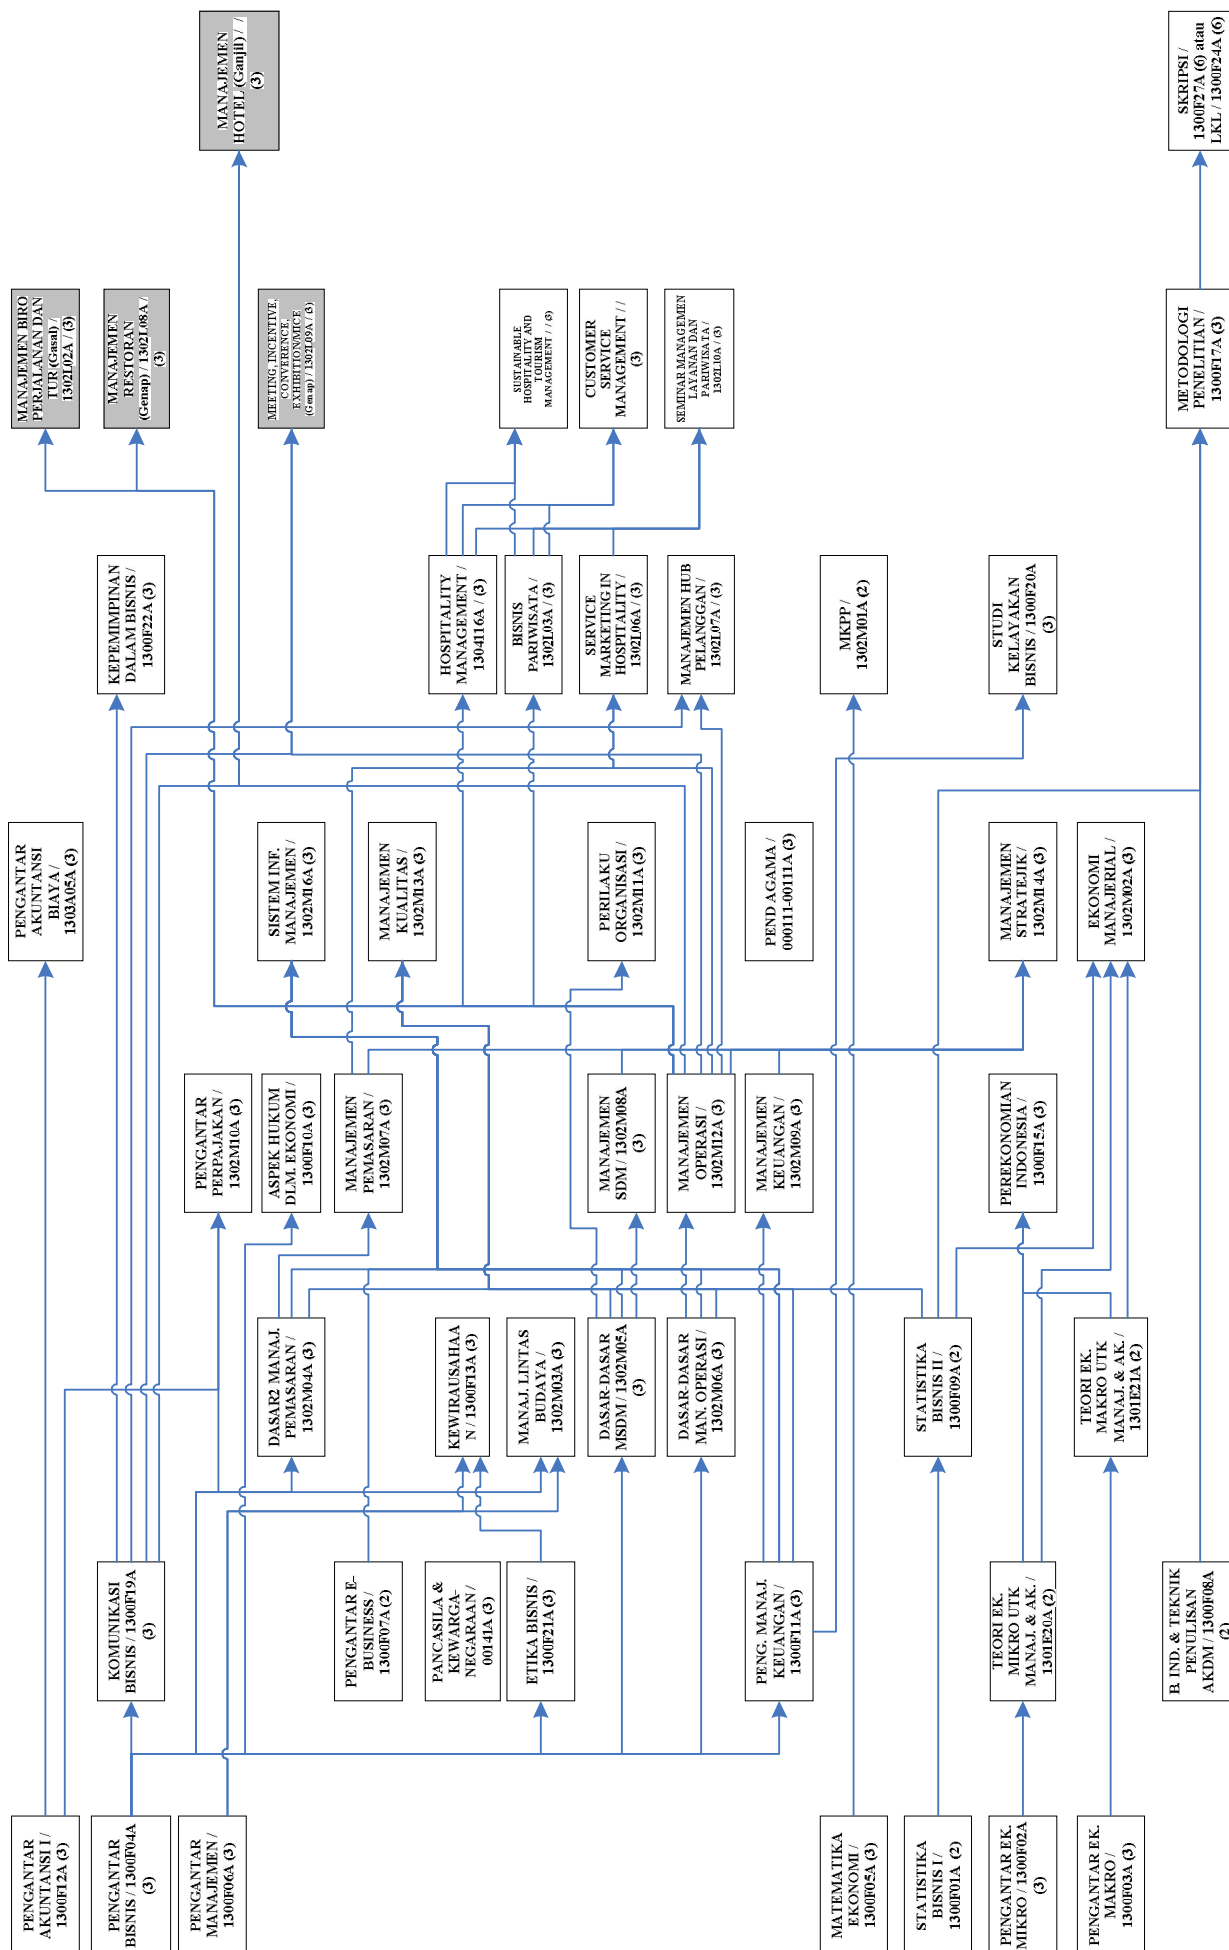 MANAJEMEN
HOTEL (Ganjil) / /
(3)
SKRIPSI /
1300F27A (6) atau
LKL / 1300F24A (6)
MANAJEMEN BIRO
PERJALANAN DAN
TUR (Gasal) /
1302L02A / (3)
MANAJEMEN
RESTORAN
(Genap) / 1302L08A /
(3)
MEETING, INCENTIVE,
CONVERENCE,
EXHIBITION/MICE
(Genap) / 1302L09A / (3)
SUSTAINABLE
HOSPITALITY AND
TOURISM
MANAGEMENT / / (3)
CUSTOMER
SERVICE
MANAGEMENT / /
(3)
SEMINAR MANAGEMEN
LAYANAN DAN
PARIWISATA /
1302L10A / (3)
METODOLOGI
PENELITIAN /
1300F17A (3)
KEPEMIMPINAN
DALAM BISNIS /
1300F22A (3)
HOSPITALITY
MANAGEMENT /
1304116A / (3)
BISNIS
PARIWISATA /
1302L03A / (3)
SERVICE
MARKETING IN
HOSPITALITY /
1302L06A / (3)
MANAJEMEN HUB
PELANGGAN /
1302L07A / (3)
MKPP /
1302M01A (2)
STUDI
KELAYAKAN
BISNIS / 1300F20A
(3)
PENGANTAR
AKUNTANSI
BIAYA /
1303A05A (3)
SISTEM INF.
MANAJEMEN /
1302M16A (3)
MANAJEMEN
KUALITAS /
1302M13A (3)
PERILAKU
ORGANISASI /
1302M11A (3)
PEND AGAMA /
000111-00111A (3)
MANAJEMEN
STRATEJIK /
1302M14A (3)
EKONOMI
MANAJERIAL /
1302M02A (3)
PENGANTAR
PERPAJAKAN /
1302M10A (3)
ASPEK HUKUM
DLM. EKONOMI /
1300F10A (3)
MANAJEMEN
PEMASARAN /
1302M07A (3)
MANAJEMEN
SDM / 1302M08A
(3)
MANAJEMEN
OPERASI /
1302M12A (3)
MANAJEMEN
KEUANGAN /
1302M09A (3)
PEREKONOMIAN
INDONESIA /
1300F15A (3)
DASAR2 MANAJ.
PEMASARAN /
1302M04A (3)
KEWIRAUSAHAA
N / 1300F13A (3)
MANAJ. LINTAS
BUDAYA /
1302M03A (3)
DASAR-DASAR
MSDM / 1302M05A
(3)
DASAR-DASAR
MAN. OPERASI /
1302M06A (3)
STATISTIKA
BISNIS II /
1300F09A (2)
TEORI EK.
MAKRO UTK
MANAJ. & AK. /
1301E21A (2)
KOMUNIKASI
BISNIS / 1300F19A
(3)
PENGANTAR E-
BUSINESS /
1300F07A (2)
PANCASILA &
KEWARGA-
NEGARAAN /
00141A (3)
ETIKA BISNIS /
1300F21A (3)
PENG. MANAJ.
KEUANGAN /
1300F11A (3)
TEORI EK.
MIKRO UTK
MANAJ. & AK. /
1301E20A (2)
B. IND. & TEKNIK
PENULISAN
AKDM / 1300F08A
(2)
PENGANTAR
AKUNTANSI I /
1300F12A (3)
PENGANTAR
BISNIS / 1300F04A
(3)
PENGANTAR
MANAJEMEN /
1300F06A (3)
MATEMATIKA
EKONOMI /
1300F05A (3)
STATISTIKA
BISNIS I /
1300F01A (2)
PENGANTAR EK.
MIKRO / 1300F02A
(3)
PENGANTAR EK.
MAKRO /
1300F03A (3)